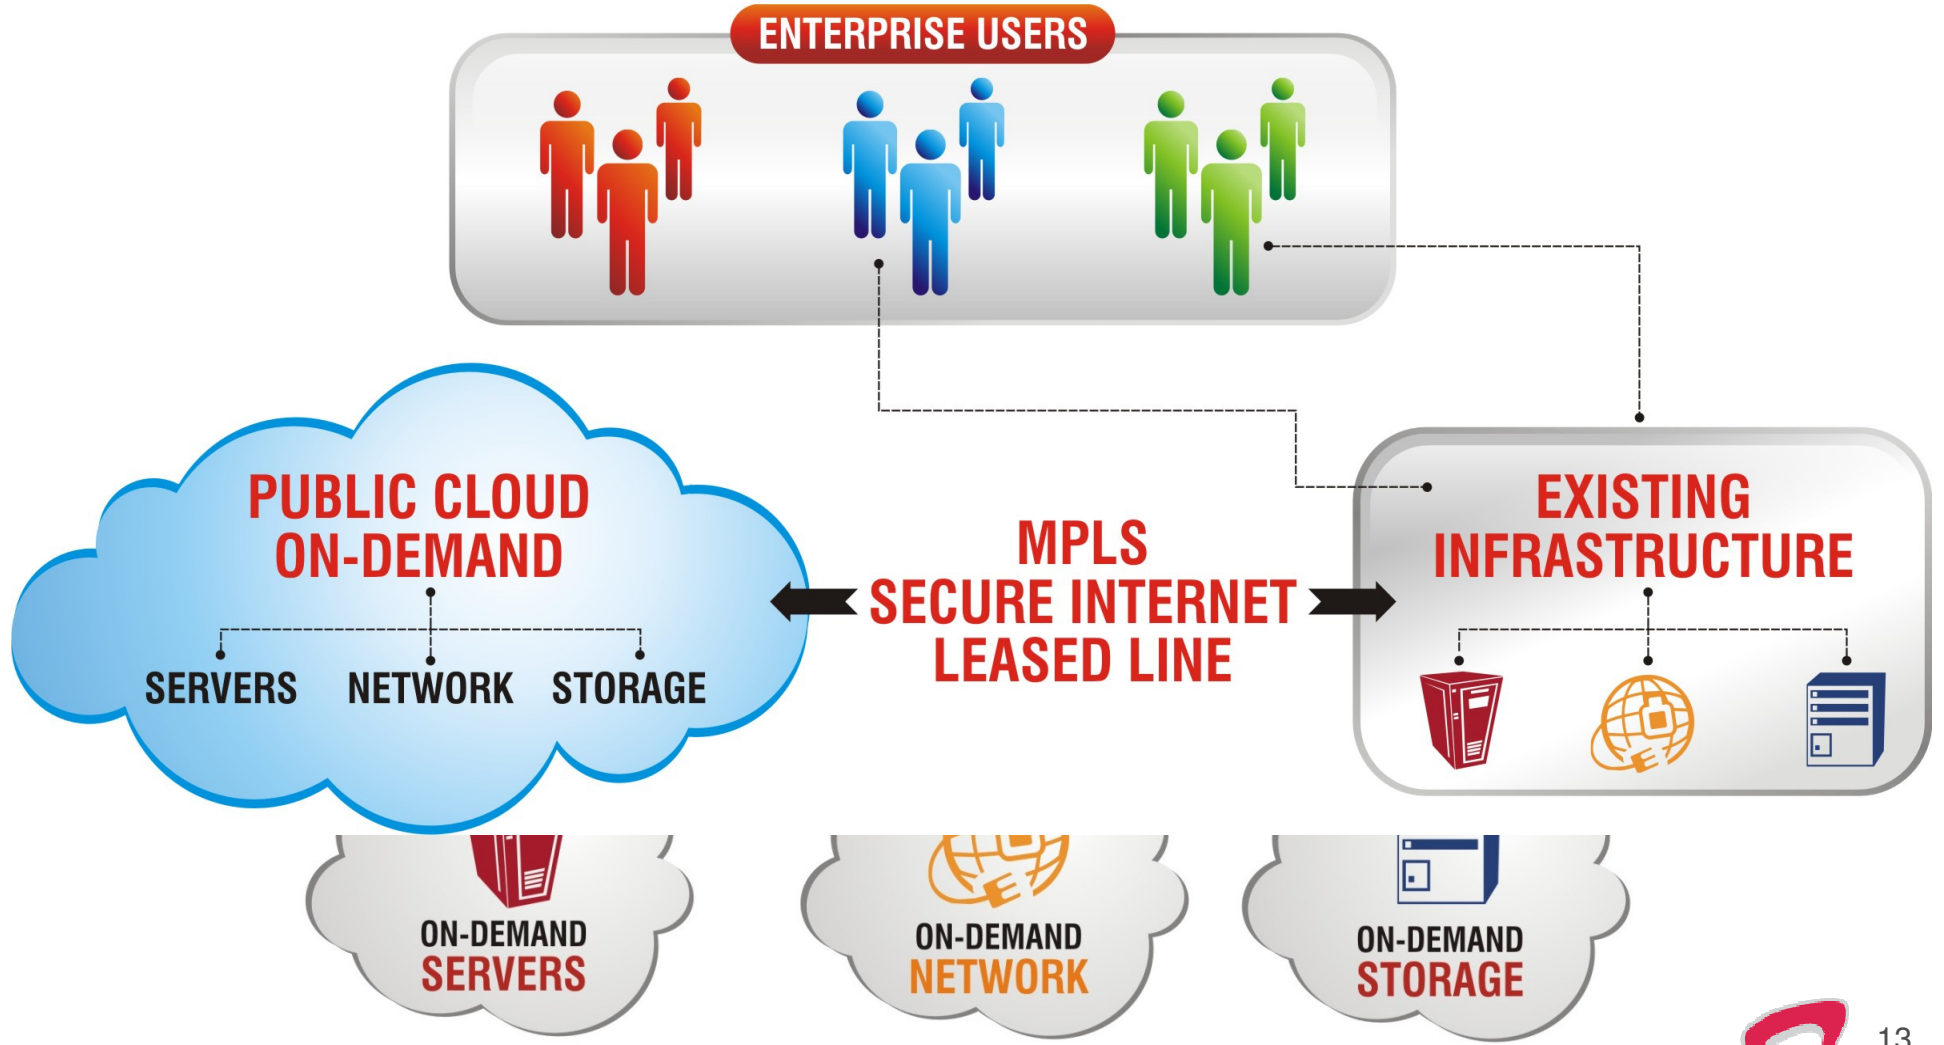 ENTERPRISE USERS
PUBLIC CLOUD
ON-DEMAND
SERVERS
NETWORK
STORAGE
MPLS
SECURE INTERNET
LEASED LINE
EXISTING
INFRASTRUCTURE
ON-DEMAND
SERVERS
ON-DEMAND
NETWORK
ON-DEMAND
STORAGE
13